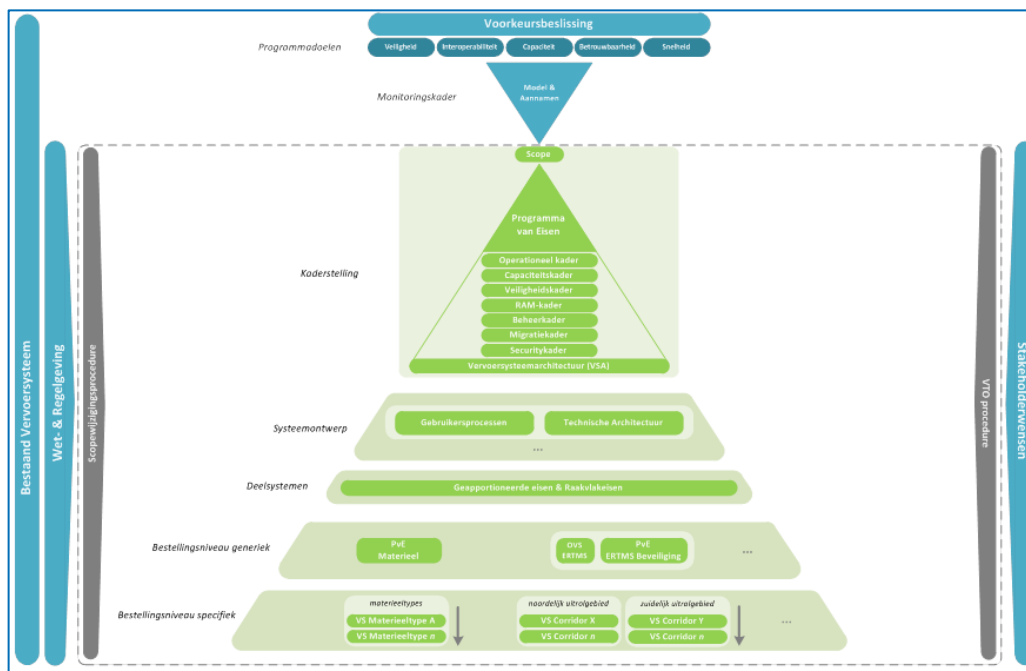 Voorkeursbeslissing
Programmadoelen
Veiligheid
Interoperabiliteit
Capaciteit
Betrouwbaarheid
Snelheid
Monitoringskader
Model &
Aannamen
Scope
Programma
van Eisen
Kaderstelling
Operationeel kader
Capaciteitskader
Veiligheidskader
RAM-kader
Beheerkader
Migratiekader
Securitykader
Vervoersysteemarchitectuur (VSA)
Systeemontwerp
Gebruikersprocessen
Technische Architectuur
...
Deelsystemen
Geapportioneerde eisen & Raakvlakeisen
Bestellingsniveau generiek
PvE
Materieel
OVS
ERTMS
PvE
ERTMS Beveiliging
...
Bestellingsniveau specifiek
materieeltypes
VS Materieeltype A
VS Materieeltype n
noordelijk uitrolgebied
VS Corridor X
VS Corridor n
zuidelijk uitrolgebied
VS Corridor Y
VS Corridor n
...
Bestaand Vervoersysteem
Wet- & Regelgeving
Scopewijzigingsprocedure
VTO procedure
Stakeholderwensen